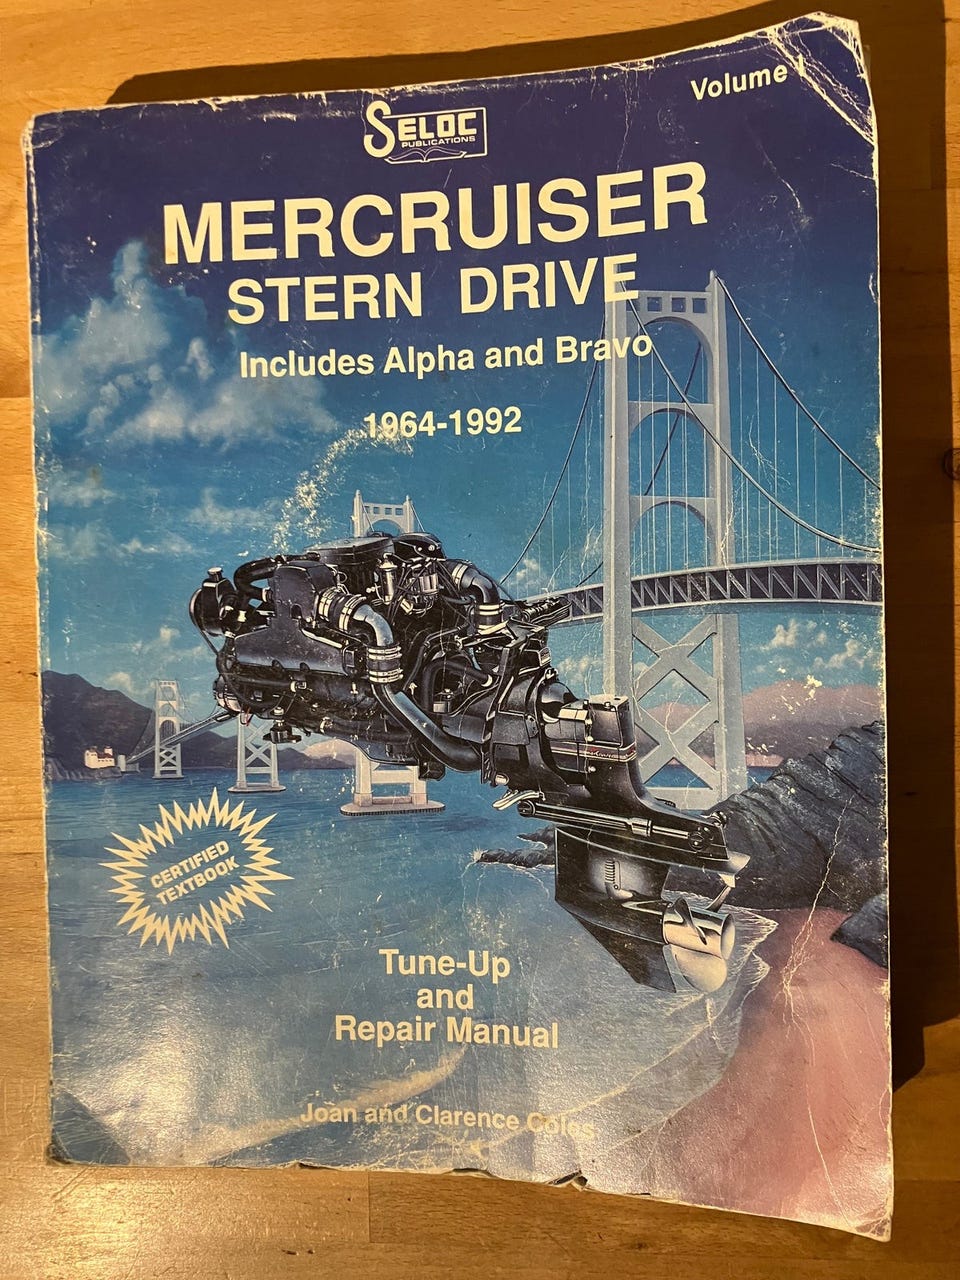 Volume I
SELOC
PUBLICATIONS
MERCRUISER
STERN DRIVE
Includes Alpha and Bravo
1964-1992
CERTIFIED
TEXTBOOK
Tune-Up
and
Repair Manual
Joan and Clarence Coles